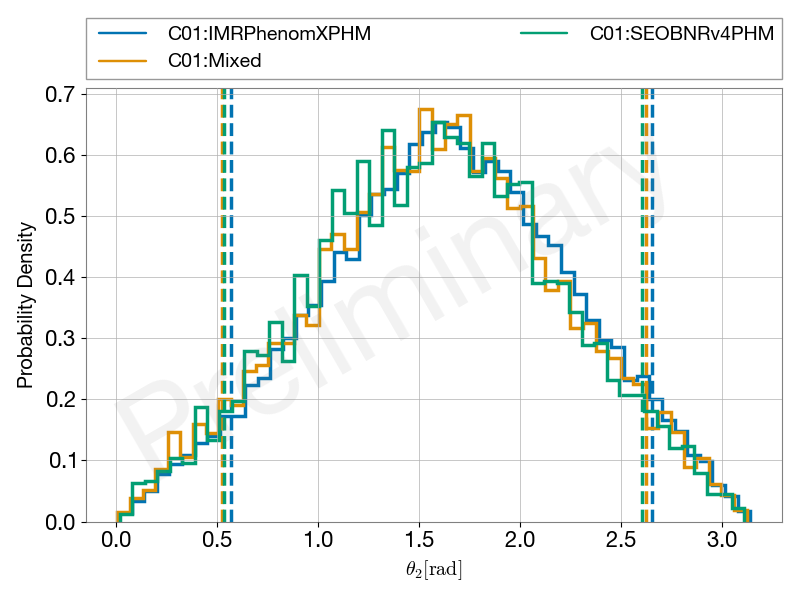 C01:IMRPhenomXPHM
C01:Mixed
C01:SEOBNRv4PHM
0.7
0.6
0.5
0.4
0.3
0.2
0.1
0.0
Probability Density
Preliminary
0.0 0.5 1.0 1.5 2.0 2.5 3.0
θ₂[rad]